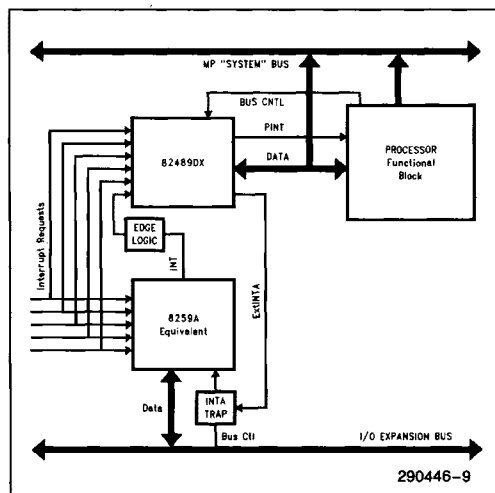 MP "SYSTEM" BUS
BUS CNTL
PINT
DATA
82489DX
PROCESSOR
Functional
Block
Interrupt Requests
EDGE
LOGIC
INT
ExtINTA
8259A
Equivalent
Data
INTA
TRAP
Bus Ctl
I/O EXPANSION BUS
290446-9